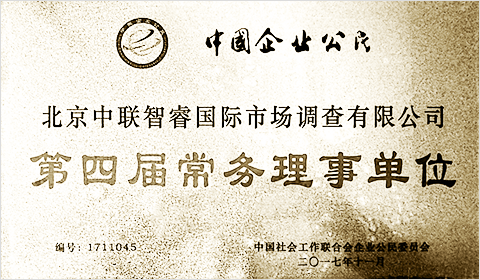 中國企业公民
北京中联智睿国际市场调查有限公司
第四届常务理事单位
编号：1711045
中国社会工作联合会企业公民委员会
二〇一七年十一月